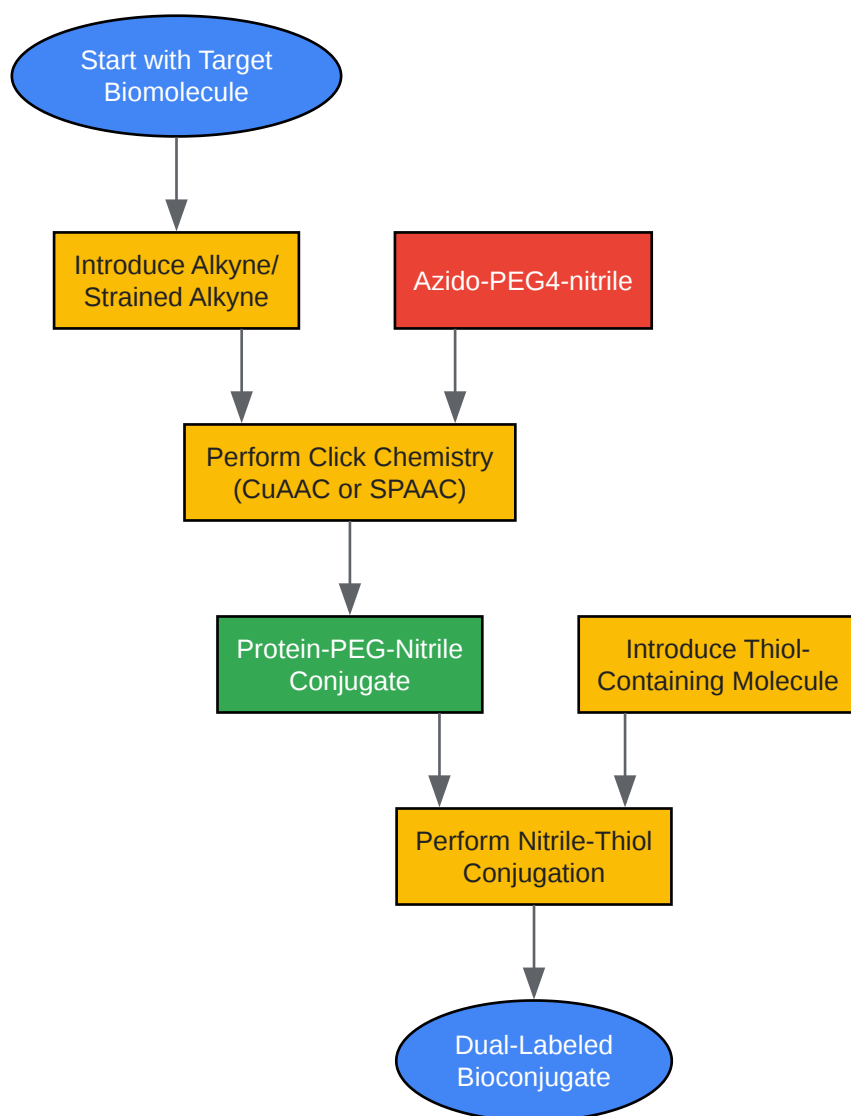 Start with Target
Biomolecule
Introduce Alkyne/
Strained Alkyne
Azido-PEG4-nitrile
Perform Click Chemistry
(CuAAC or SPAAC)
Protein-PEG-Nitrile
Conjugate
Introduce Thiol-
Containing Molecule
Perform Nitrile-Thiol
Conjugation
Dual-Labeled
Bioconjugate